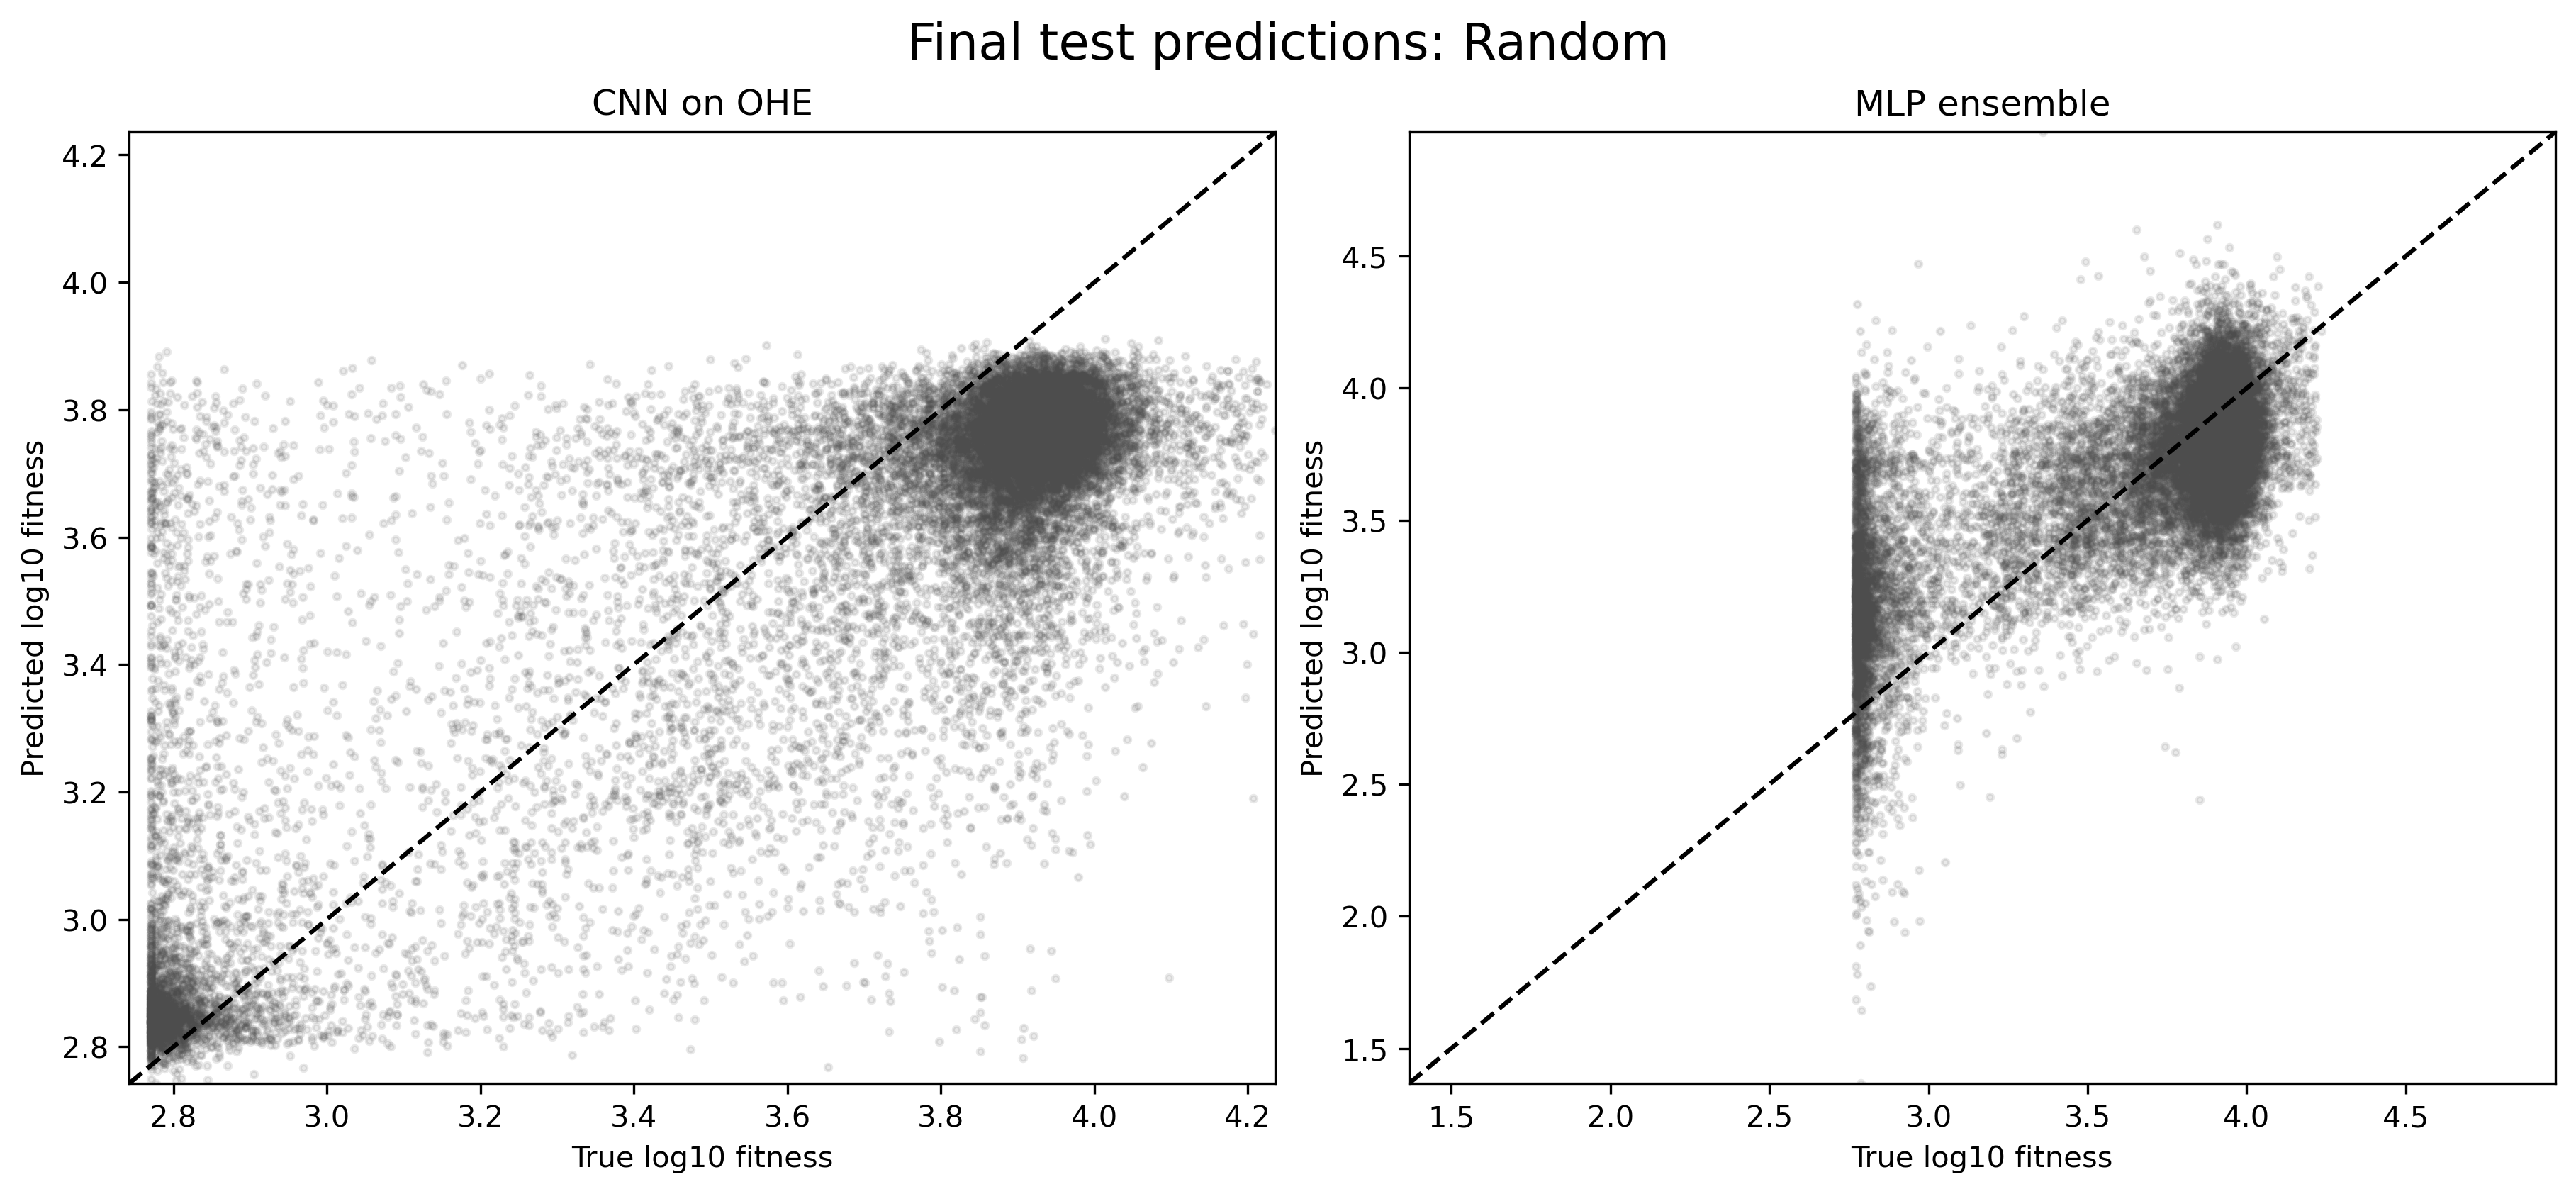 Final test predictions: Random
CNN on OHE
4.2
4.0
3.8
3.6
3.4
3.2
3.0
2.8
Predicted log10 fitness
2.8 3.0 3.2 3.4 3.6 3.8 4.0 4.2
True log10 fitness
MLP ensemble
4.5
4.0
3.5
3.0
2.5
2.0
1.5
Predicted log10 fitness
1.5 2.0 2.5 3.0 3.5 4.0 4.5
True log10 fitness